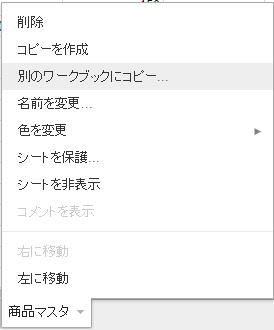 削除
コピーを作成
別のワークブックにコピー...
名前を変更...
色を変更
シートを保護...
シートを非表示
コメントを表示
右に移動
左に移動
商品マスタ